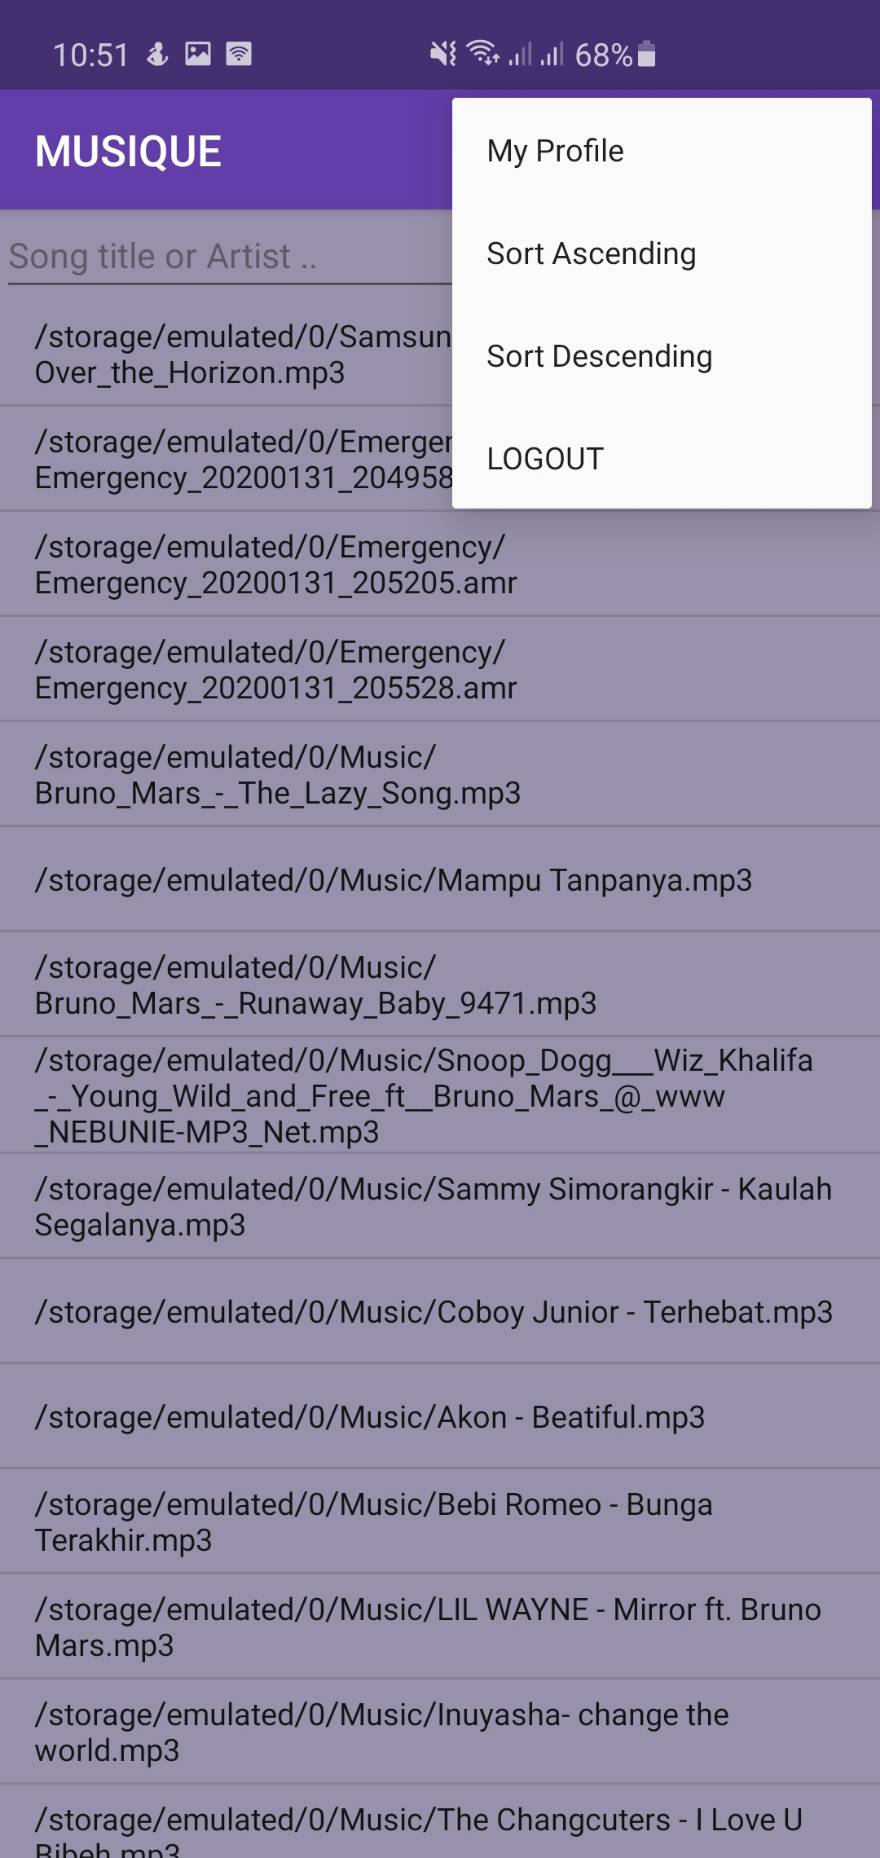 10:51
68%
MUSIQUE
My Profile
Sort Ascending
Sort Descending
LOGOUT
Song title or Artist ..
/storage/emulated/0/Samsun
Over_the_Horizon.mp3
/storage/emulated/0/Emerge
Emergency_20200131_204958
/storage/emulated/0/Emergency/
Emergency_20200131_205205.amr
/storage/emulated/0/Emergency/
Emergency_20200131_205528.amr
/storage/emulated/0/Music/
Bruno_Mars_-_The_Lazy_Song.mp3
/storage/emulated/0/Music/Mampu Tanpanya.mp3
/storage/emulated/0/Music/
Bruno_Mars_-_Runaway_Baby_9471.mp3
/storage/emulated/0/Music/Snoop_Dogg___Wiz_Khalifa
_-_Young_Wild_and_Free_ft__Bruno_Mars_@_www
_NEBUNIE-MP3_Net.mp3
/storage/emulated/0/Music/Sammy Simorangkir - Kaulah
Segalanya.mp3
/storage/emulated/0/Music/Coboy Junior - Terhebat.mp3
/storage/emulated/0/Music/Akon - Beatiful.mp3
/storage/emulated/0/Music/Bebi Romeo - Bunga
Terakhir.mp3
/storage/emulated/0/Music/LIL WAYNE - Mirror ft. Bruno
Mars.mp3
/storage/emulated/0/Music/Inuyasha- change the
world.mp3
/storage/emulated/0/Music/The Changcuters - I Love U
Bibeh.mp3